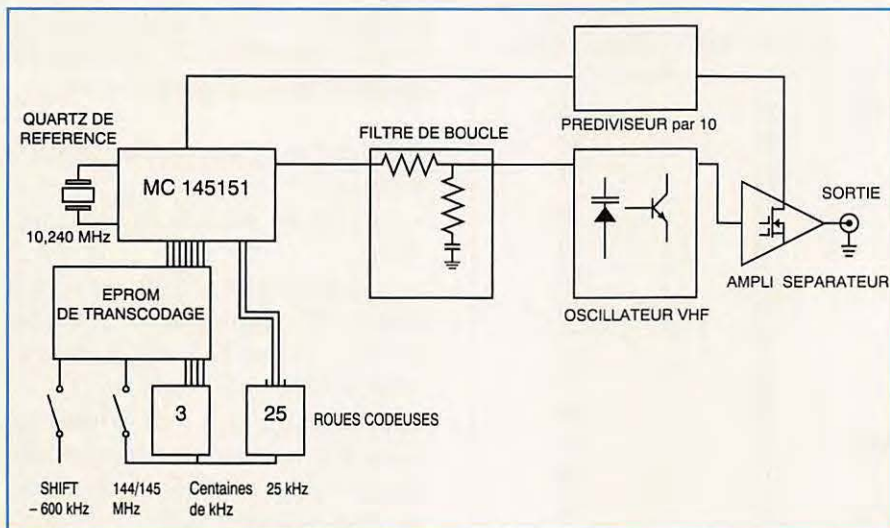 PREDIVISEUR par 10
QUARTZ DE
REFERENCE
FILTRE DE BOUCLE
MC 145151
SORTIE
10,240 MHz
AMPLI SEPARATEUR
EPROM
DE TRANSCODAGE
OSCILLATEUR VHF
3
25
ROUES CODEUSES
SHIFT
– 600 kHz
144/145
MHz
Centaines
de kHz
25 kHz